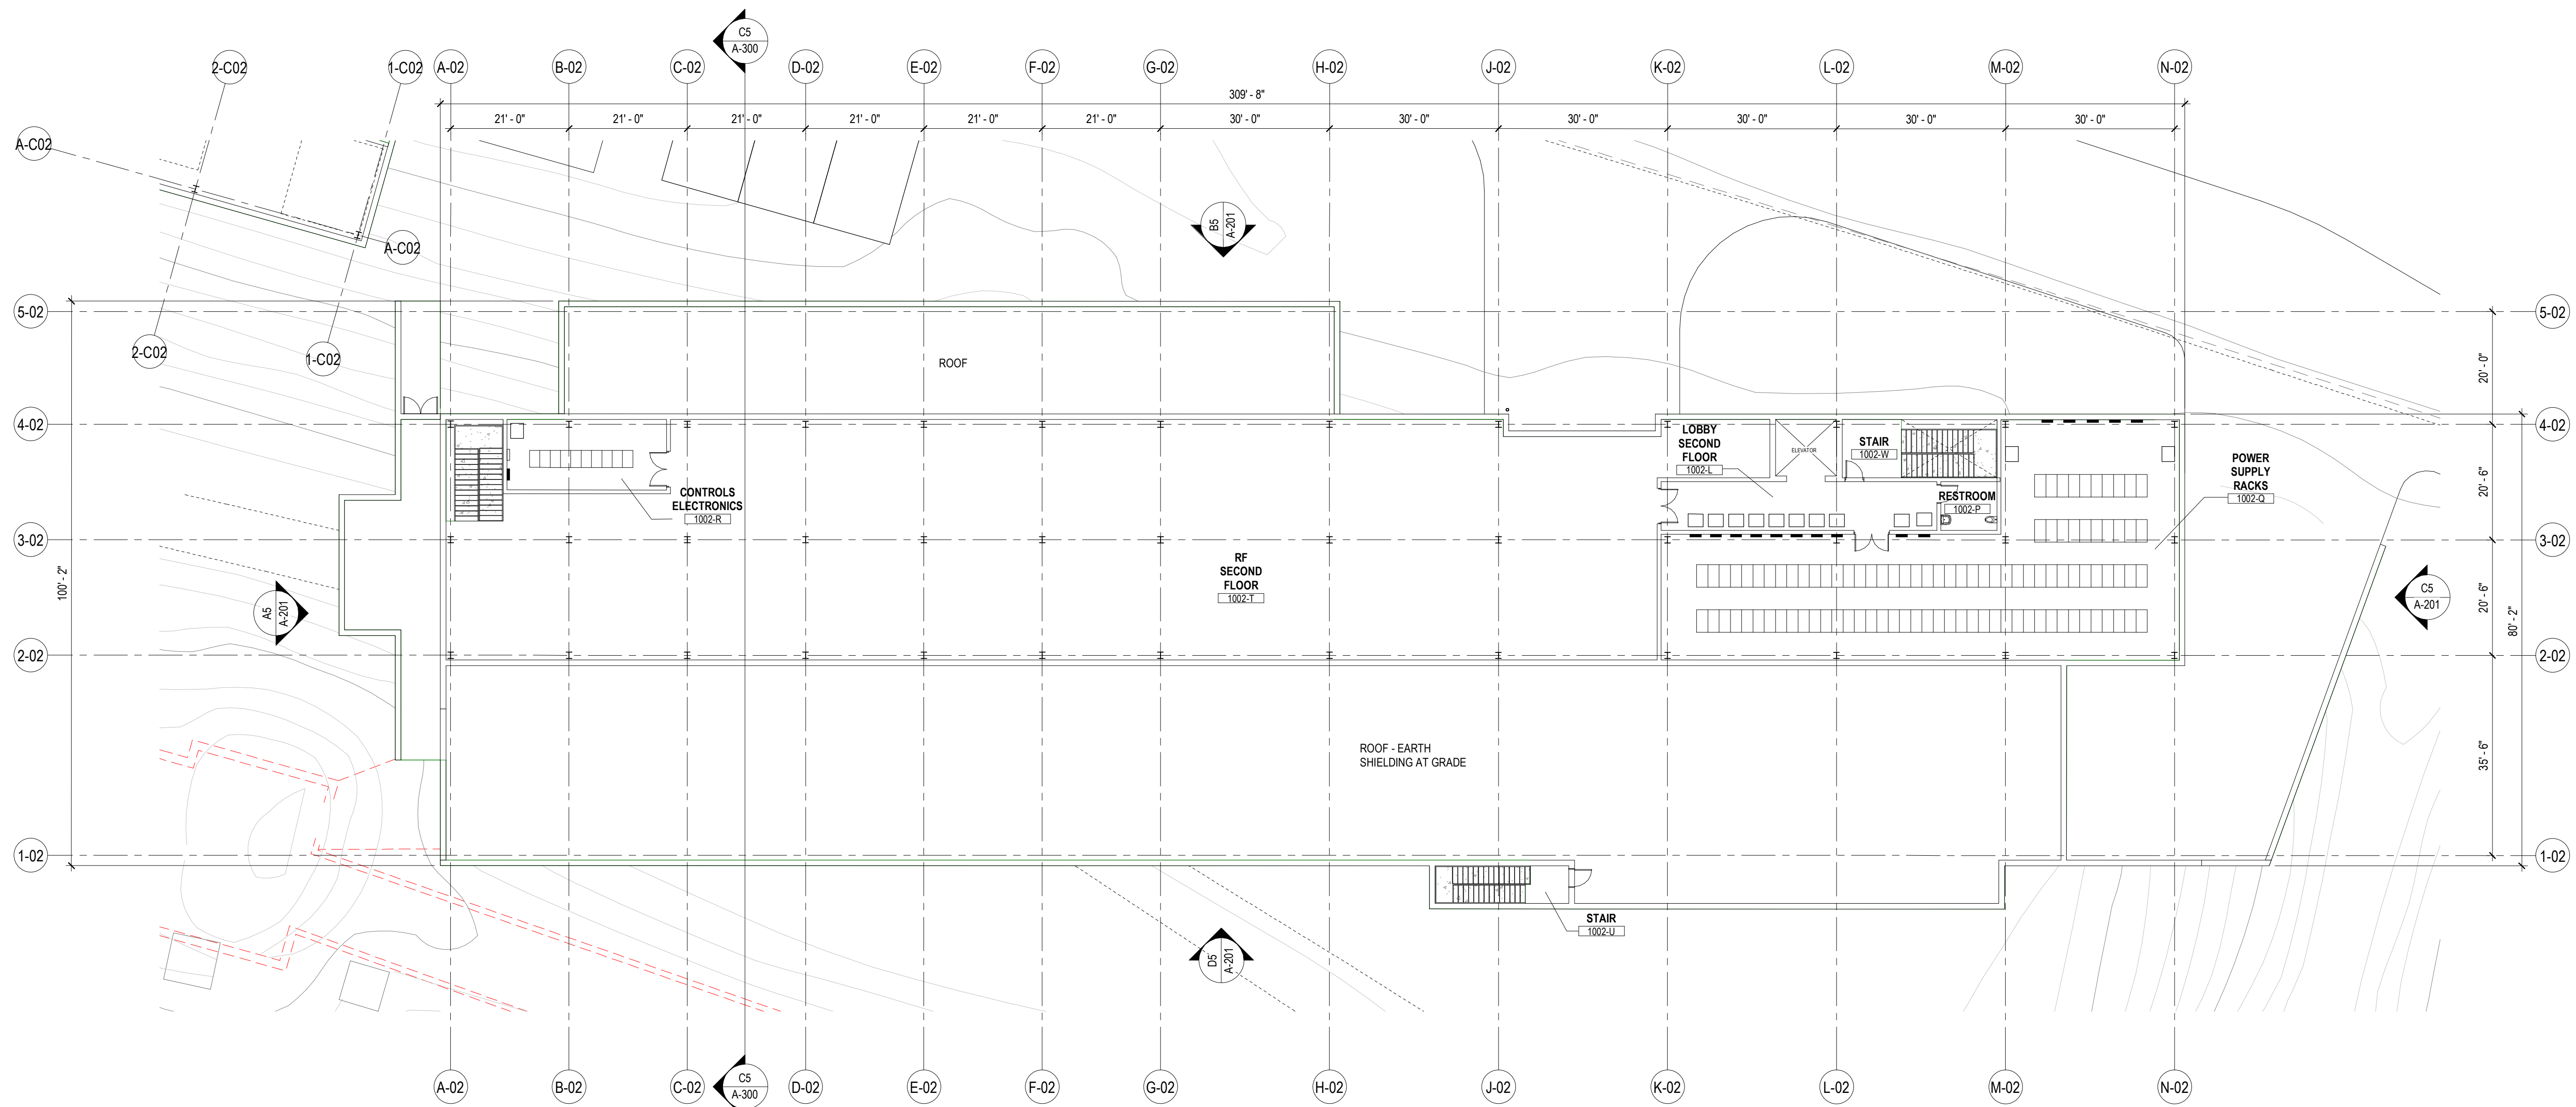 C5
A-300
2-C02
1-C02
A-02
B-02
C-02
D-02
E-02
F-02
G-02
H-02
J-02
K-02
L-02
M-02
N-02
309' - 8"
21' - 0"
21' - 0"
21' - 0"
21' - 0"
21' - 0"
21' - 0"
30' - 0"
30' - 0"
30' - 0"
30' - 0"
30' - 0"
30' - 0"
A-C02
A-C02
B5
A-201
5-02
5-02
2-C02
1-C02
ROOF
20' - 0"
4-02
4-02
LOBBY
SECOND
FLOOR
1002-L
ELEVATOR
STAIR
1002-W
POWER
SUPPLY
RACKS
1002-Q
20' - 6"
CONTROLS
ELECTRONICS
1002-R
RESTROOM
1002-P
3-02
3-02
100' - 2"
RF
SECOND
FLOOR
1002-T
A5
A-201
C5
A-201
20' - 6"
80' - 2"
2-02
2-02
ROOF - EARTH
SHIELDING AT GRADE
35' - 6"
1-02
1-02
STAIR
1002-U
D5
A-201
A-02
B-02
C-02
C5
A-300
D-02
E-02
F-02
G-02
H-02
J-02
K-02
L-02
M-02
N-02